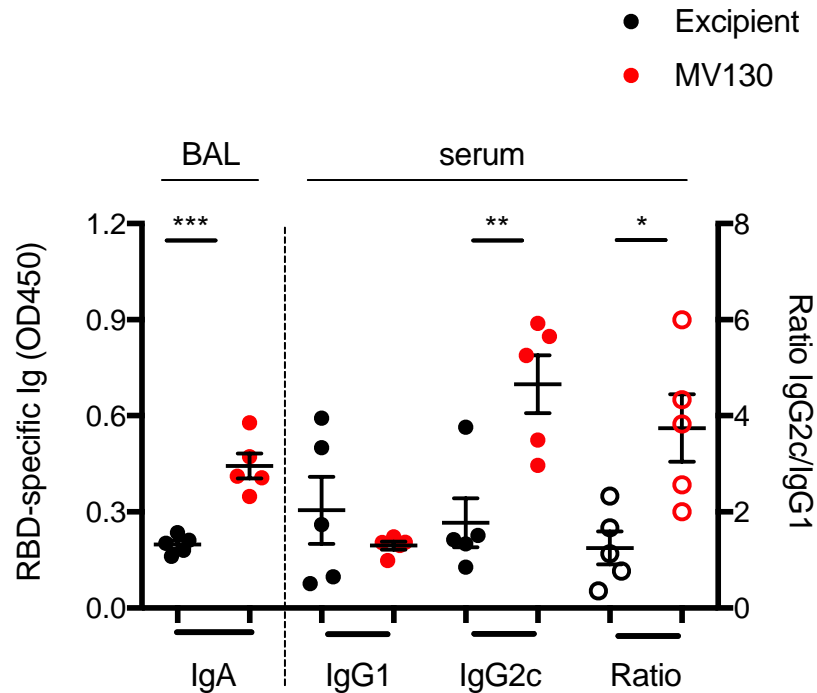 Excipient
MV130
BAL serum
*** ** *
1.2 8
0.9 6
0.6 4
0.3 2
0.0 0
RBD-specific Ig (OD450)
Ratio IgG2c/IgG1
IgA IgG1 IgG2c Ratio